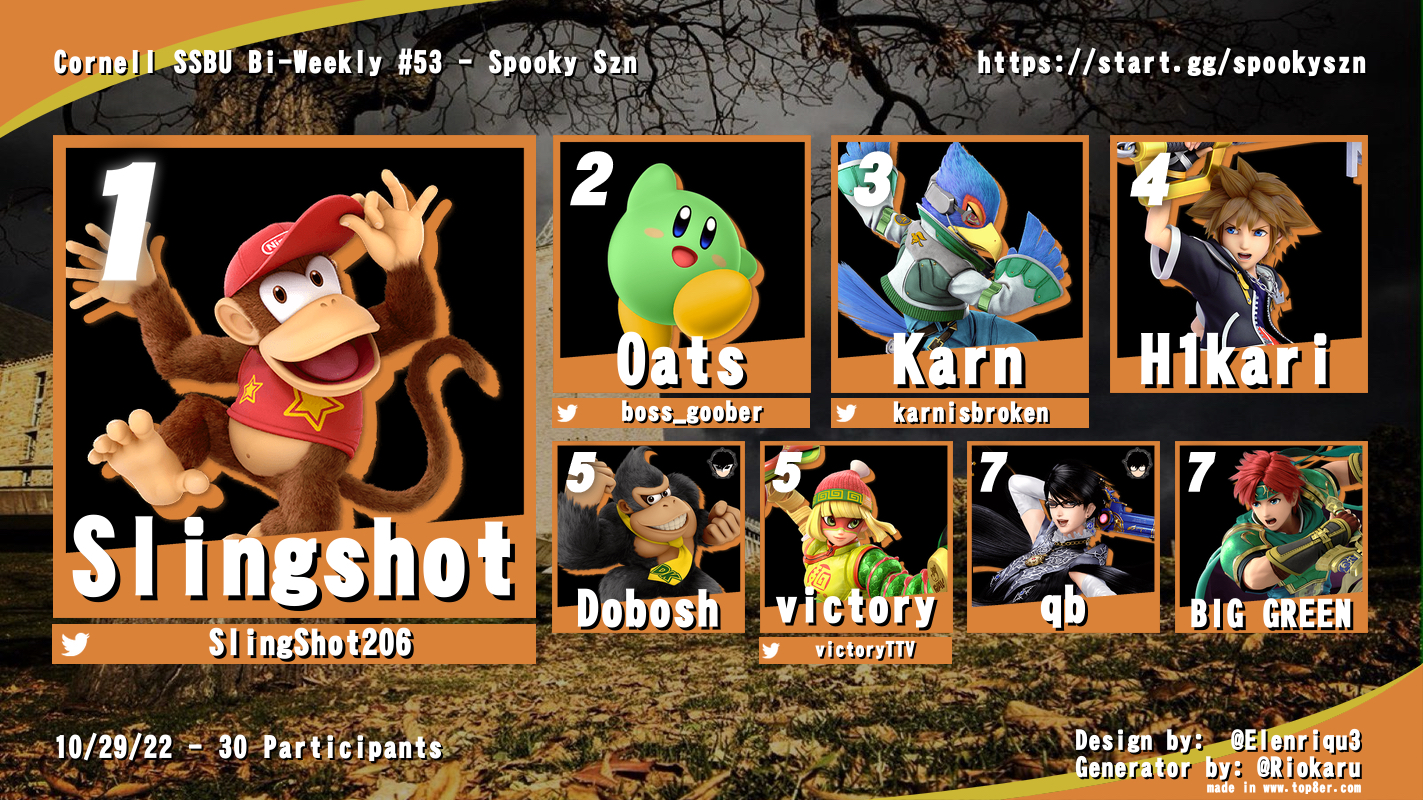 Cornell SSBU Bi-Weekly #53 - Spooky Szn
https://start.gg/spookyszn
1
Slingshot
SlingShot206
2
Oats
boss_goober
3
Karn
karnisbroken
4
H1kari
5
Dobosh
5
victory
victoryTTV
7
qb
7
BIG GREEN
10/29/22 - 30 Participants
Design by: @Elenriqu3
Generator by: @Riokaru
made in www.top8er.com